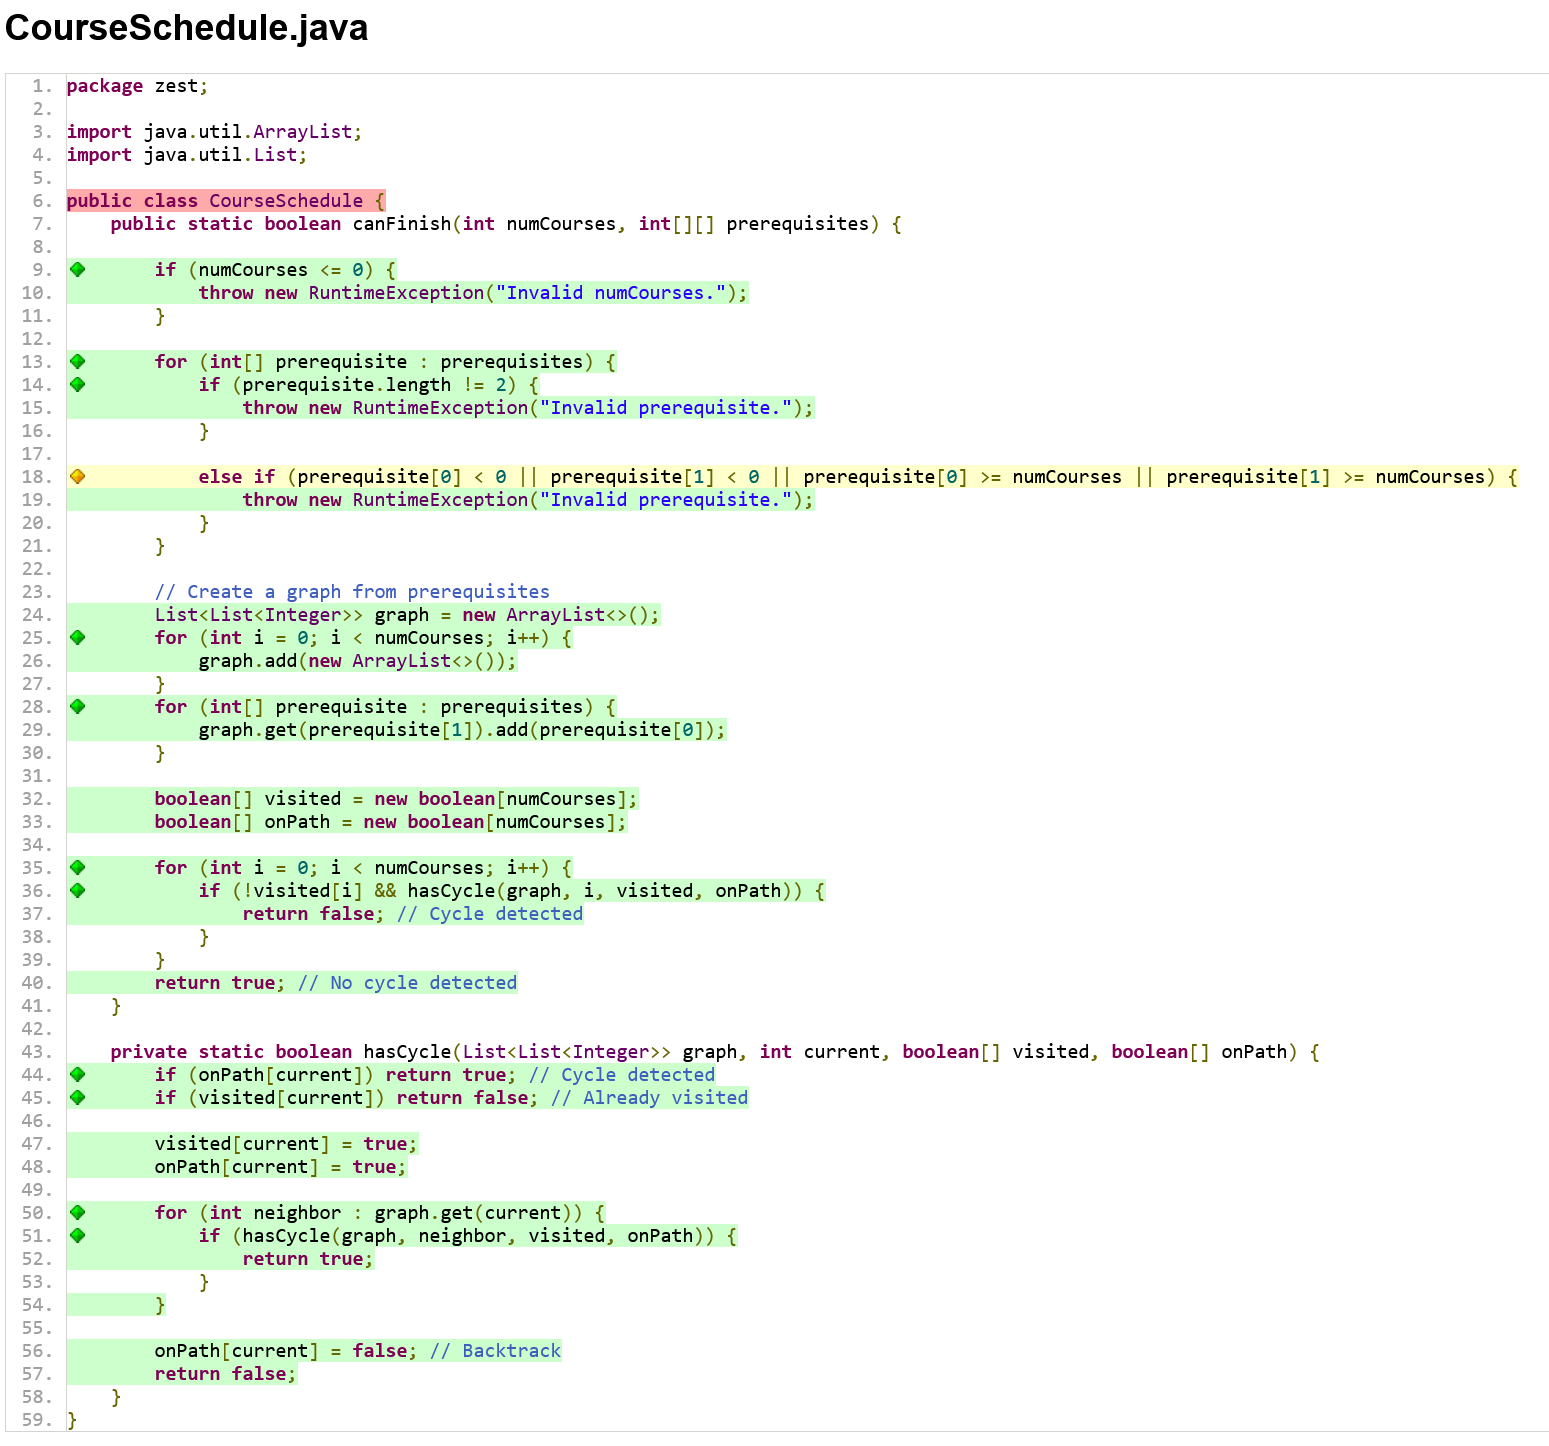 CourseSchedule.java
1. package zest;
2.
3. import java.util.ArrayList;
4. import java.util.List;
5.
6. public class CourseSchedule {
7.     public static boolean canFinish(int numCourses, int[][] prerequisites) {
8.
9.         if (numCourses <= 0) {
10.             throw new RuntimeException("Invalid numCourses.");
11.         }
12.
13.         for (int[] prerequisite : prerequisites) {
14.             if (prerequisite.length != 2) {
15.                 throw new RuntimeException("Invalid prerequisite.");
16.             }
17.
18.             else if (prerequisite[0] < 0 || prerequisite[1] < 0 || prerequisite[0] >= numCourses || prerequisite[1] >= numCourses) {
19.                 throw new RuntimeException("Invalid prerequisite.");
20.             }
21.         }
22.
23.         // Create a graph from prerequisites
24.         List<List<Integer>> graph = new ArrayList<>();
25.         for (int i = 0; i < numCourses; i++) {
26.             graph.add(new ArrayList<>());
27.         }
28.         for (int[] prerequisite : prerequisites) {
29.             graph.get(prerequisite[1]).add(prerequisite[0]);
30.         }
31.
32.         boolean[] visited = new boolean[numCourses];
33.         boolean[] onPath = new boolean[numCourses];
34.
35.         for (int i = 0; i < numCourses; i++) {
36.             if (!visited[i] && hasCycle(graph, i, visited, onPath)) {
37.                 return false; // Cycle detected
38.             }
39.         }
40.         return true; // No cycle detected
41.     }
42.
43.     private static boolean hasCycle(List<List<Integer>> graph, int current, boolean[] visited, boolean[] onPath) {
44.         if (onPath[current]) return true; // Cycle detected
45.         if (visited[current]) return false; // Already visited
46.
47.         visited[current] = true;
48.         onPath[current] = true;
49.
50.         for (int neighbor : graph.get(current)) {
51.             if (hasCycle(graph, neighbor, visited, onPath)) {
52.                 return true;
53.             }
54.         }
55.
56.         onPath[current] = false; // Backtrack
57.         return false;
58.     }
59. }